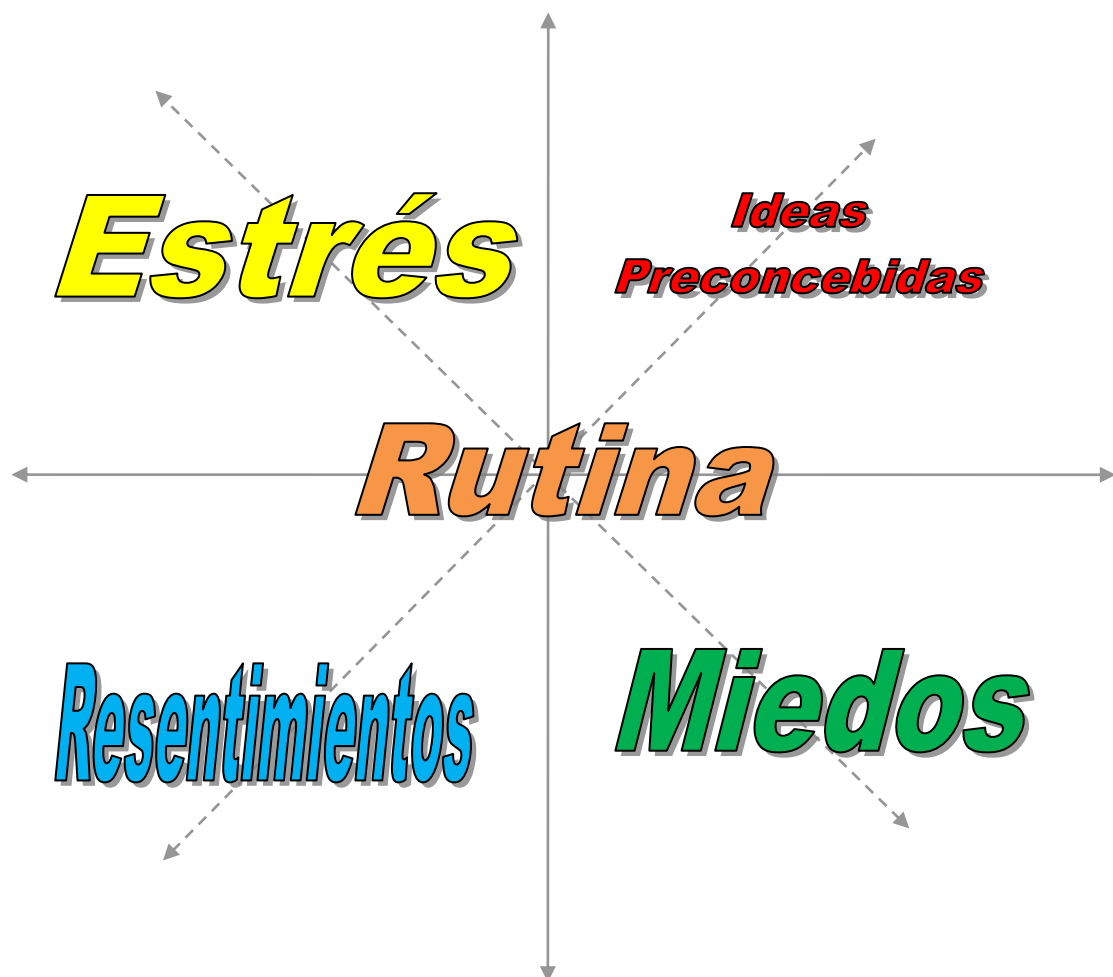 Estrés
Ideas
Preconcebidas
Rutina
Resentimientos
Miedos